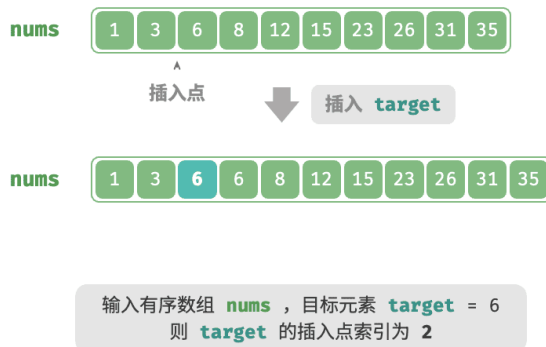 nums 1 3 6 8 12 15 23 26 31 35
插入点
插入 target
nums 1 3 6 6 8 12 15 23 26 31 35
输入有序数组 nums ，目标元素 target = 6
则 target 的插入点索引为 2